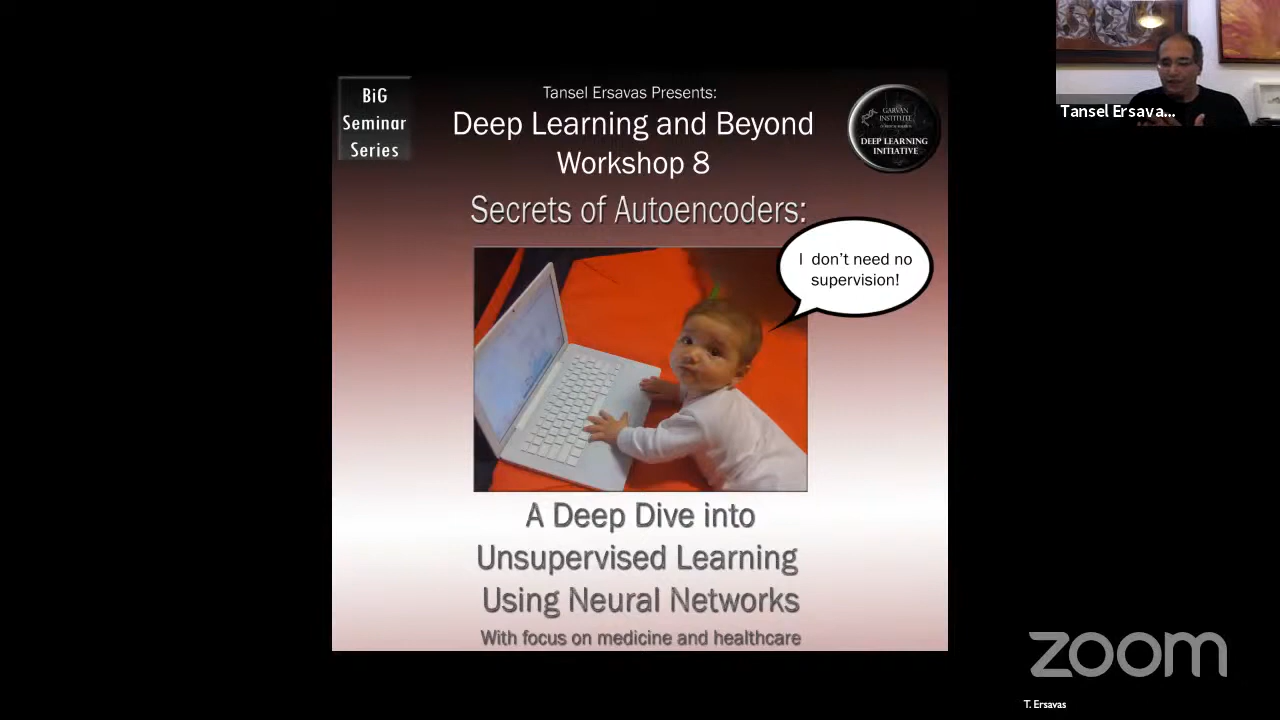 BiG
Seminar
Series
Tansel Ersavas Presents:
Deep Learning and Beyond
Workshop 8
GARVAN
INSTITUTE
DEEP LEARNING
INITIATIVE
Secrets of Autoencoders:
I don't need no
supervision!
A Deep Dive into
Unsupervised Learning
Using Neural Networks
With focus on medicine and healthcare
Tansel Ersava...
zoom
T. Ersavas